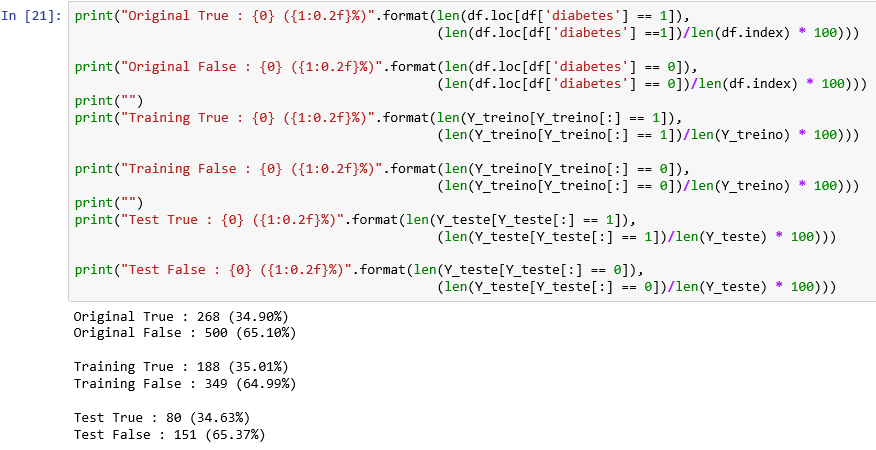 In [21]: print("Original True : {0} ({1:0.2f}%)".format(len(df.loc[df['diabetes'] == 1]),
(len(df.loc[df['diabetes'] ==1])/len(df.index) * 100)))
print("Original False : {0} ({1:0.2f}%)".format(len(df.loc[df['diabetes'] == 0]),
(len(df.loc[df['diabetes'] == 0])/len(df.index) * 100)))
print("")
print("Training True : {0} ({1:0.2f}%)".format(len(Y_treino[Y_treino[:] == 1]),
(len(Y_treino[Y_treino[:] == 1])/len(Y_treino) * 100)))
print("Training False : {0} ({1:0.2f}%)".format(len(Y_treino[Y_treino[:] == 0]),
(len(Y_treino[Y_treino[:] == 0])/len(Y_treino) * 100)))
print("")
print("Test True : {0} ({1:0.2f}%)".format(len(Y_teste[Y_teste[:] == 1]),
(len(Y_teste[Y_teste[:] == 1])/len(Y_teste) * 100)))
print("Test False : {0} ({1:0.2f}%)".format(len(Y_teste[Y_teste[:] == 0]),
(len(Y_teste[Y_teste[:] == 0])/len(Y_teste) * 100)))
Original True : 268 (34.90%)
Original False : 500 (65.10%)
Training True : 188 (35.01%)
Training False : 349 (64.99%)
Test True : 80 (34.63%)
Test False : 151 (65.37%)